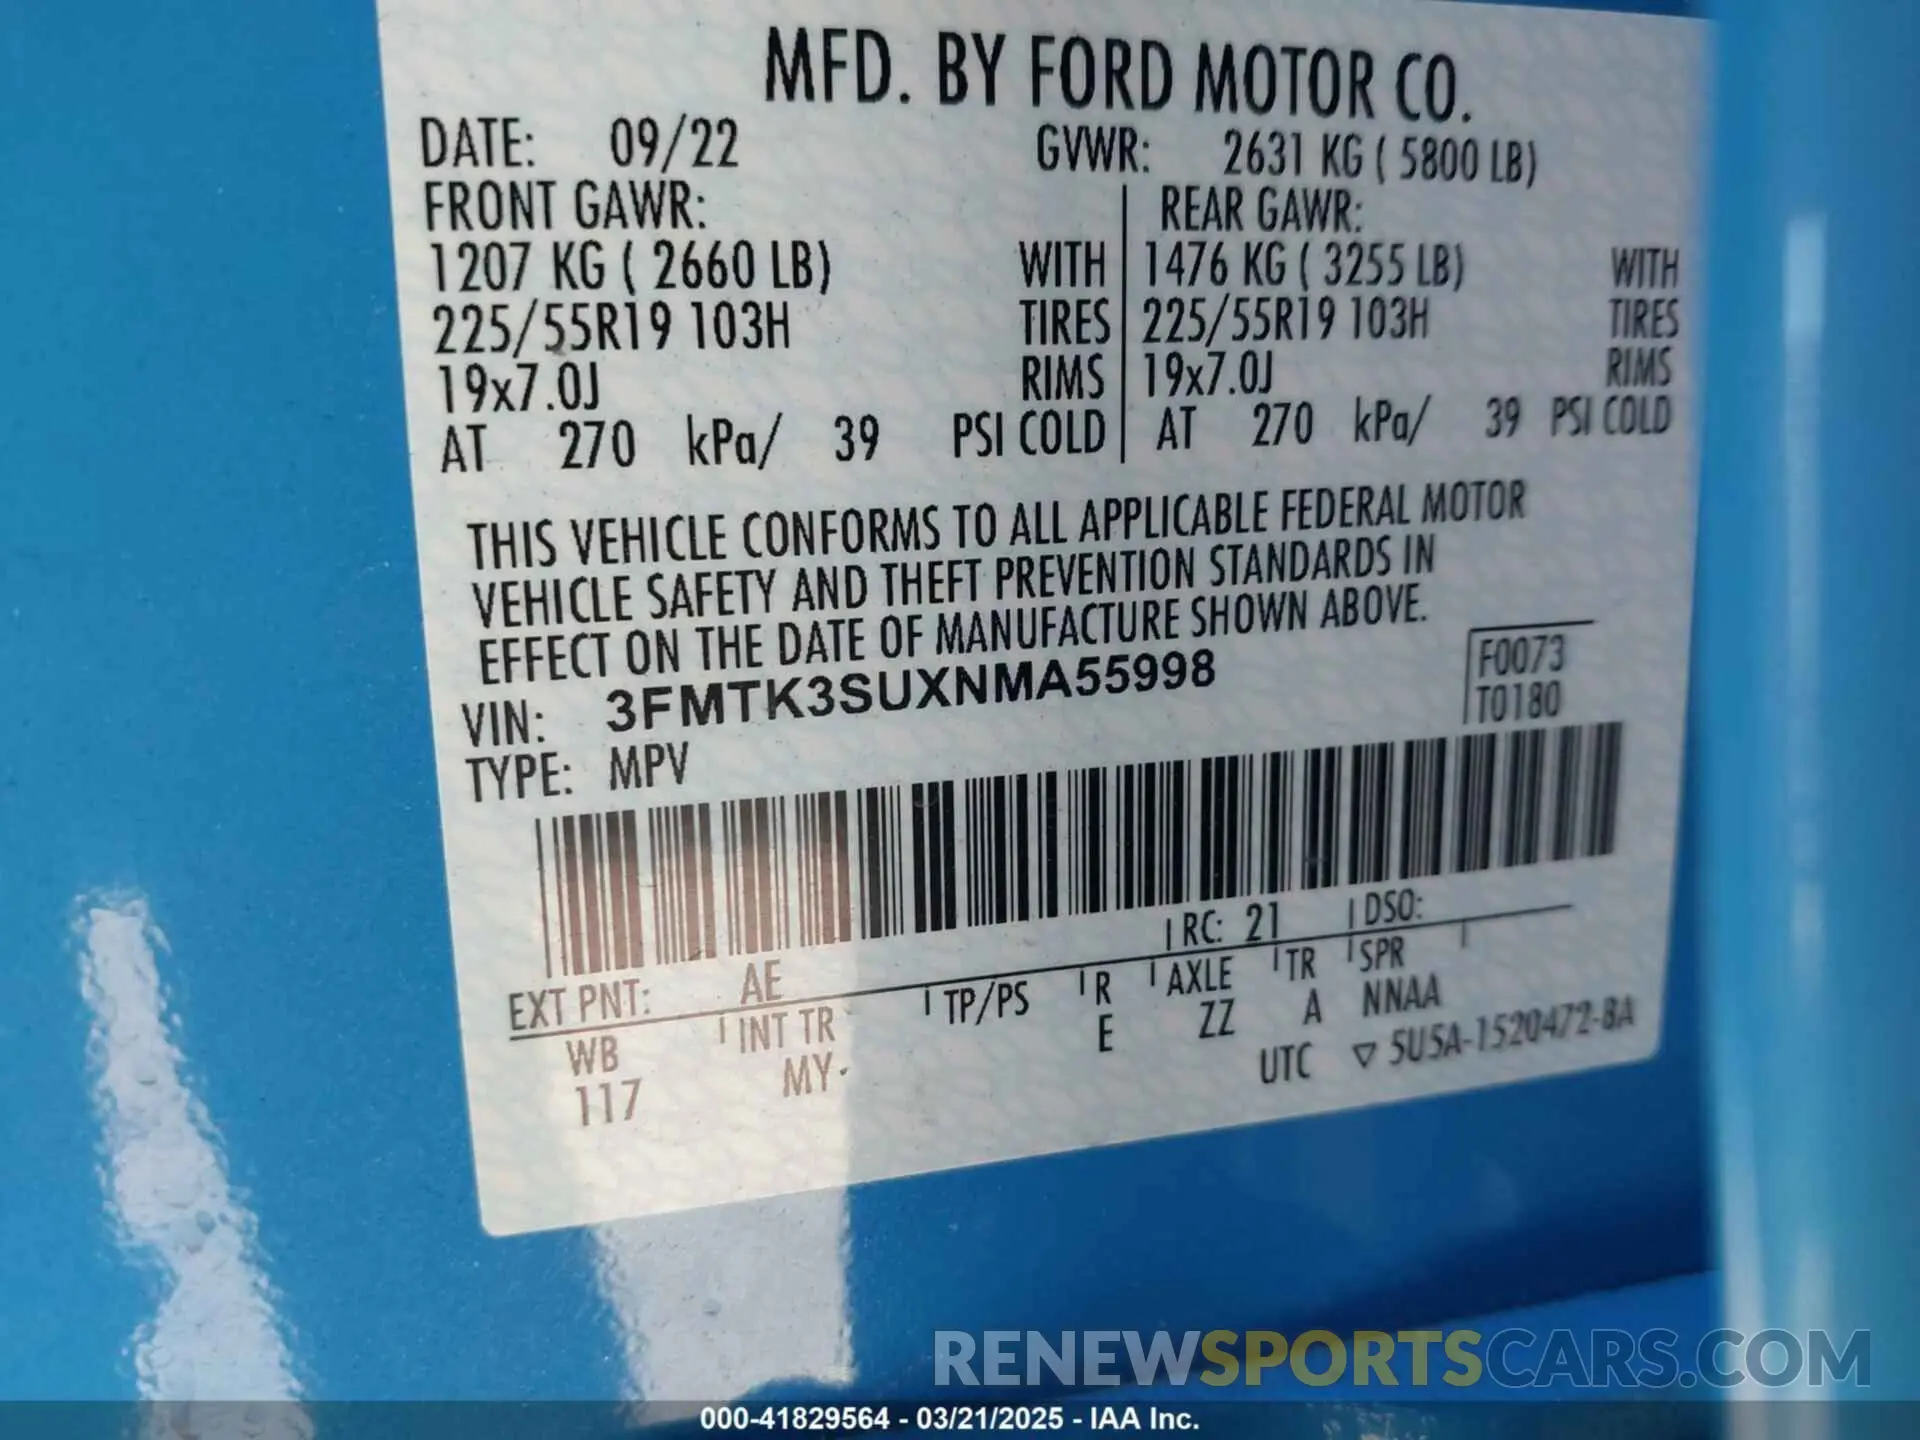 MFD. BY FORD MOTOR CO.
DATE: 09/22 GVWR: 2631 KG ( 5800 LB)
FRONT GAWR: REAR GAWR:
1207 KG ( 2660 LB) WITH 1476 KG ( 3255 LB) WITH
225/55R19 103H TIRES 225/55R19 103H TIRES
19x7.0J RIMS 19x7.0J RIMS
AT 270 kPa/ 39 PSI COLD AT 270 kPa/ 39 PSI COLD
THIS VEHICLE CONFORMS TO ALL APPLICABLE FEDERAL MOTOR
VEHICLE SAFETY AND THEFT PREVENTION STANDARDS IN
EFFECT ON THE DATE OF MANUFACTURE SHOWN ABOVE.
VIN: 3FMTK3SUXNMA55998
F0073
TYPE: MPV
T0180
EXT PNT: AE RC: 21 DSO:
WB INT TR TP/PS R AXLE TR SPR
117 MY E ZZ A NNAA
UTC ▽ 5U5A-1520472-BA
RENEWSPORTSCARS.COM
000-41829564 - 03/21/2025 - IAA Inc.